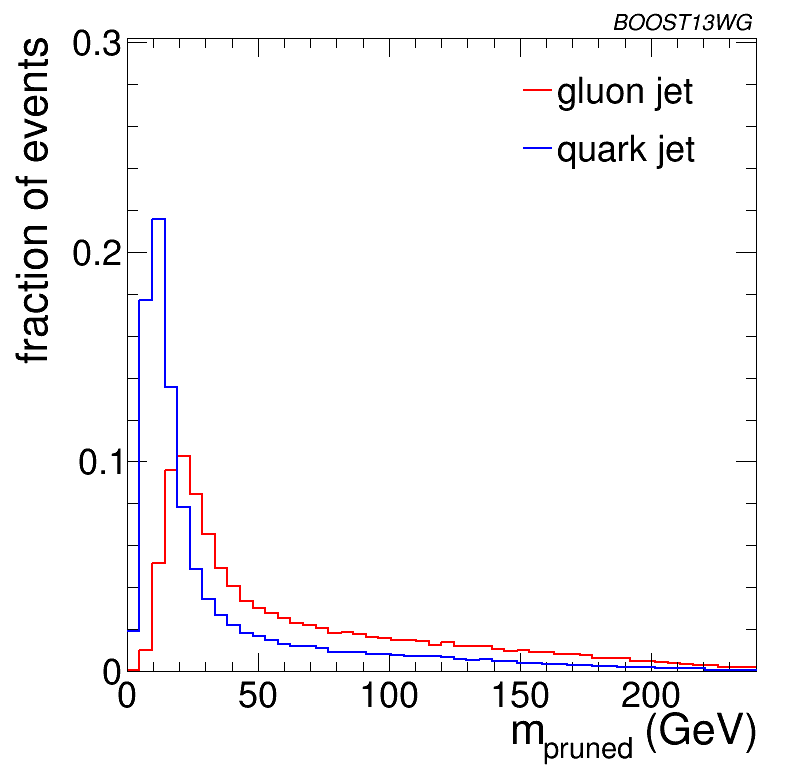 BOOST13WG
0.3
gluon jet
quark jet
fraction of events
0.2
0.1
0
0 50 100 150 200
m pruned (GeV)